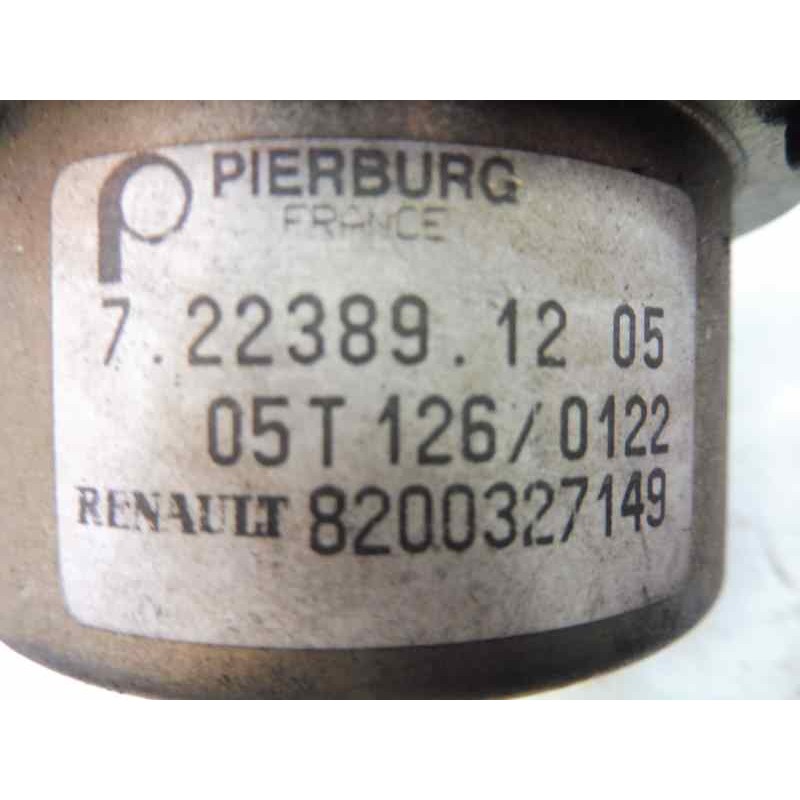 PIERBURG
FRANCE
7.22389.12 05
05T 126/0122
RENAULT 8200327149